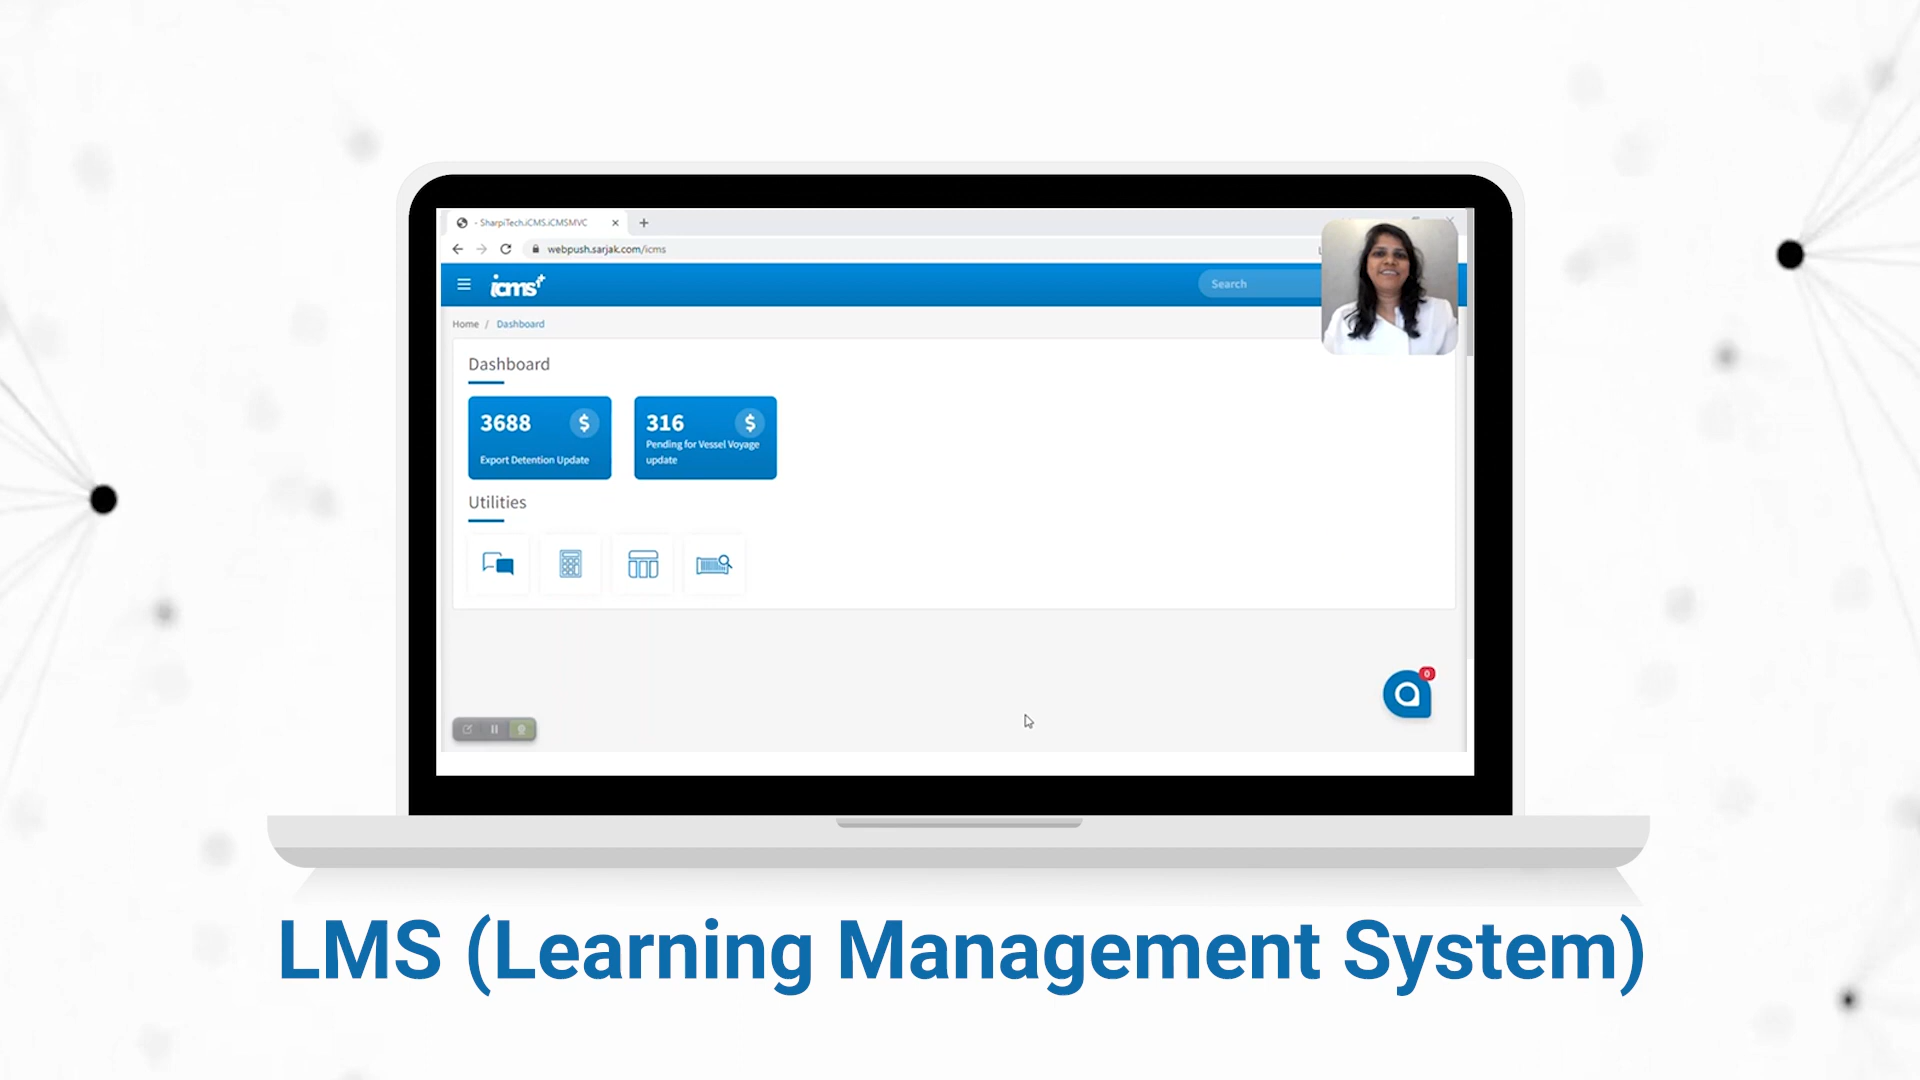 - SharpiTech.iCMS.iCMSMVC
webpush.sarjak.com/icms
icms+
Search
Home / Dashboard
Dashboard
3688 $
Export Detention Update
316 $
Pending for Vessel Voyage
update
Utilities
0
LMS (Learning Management System)